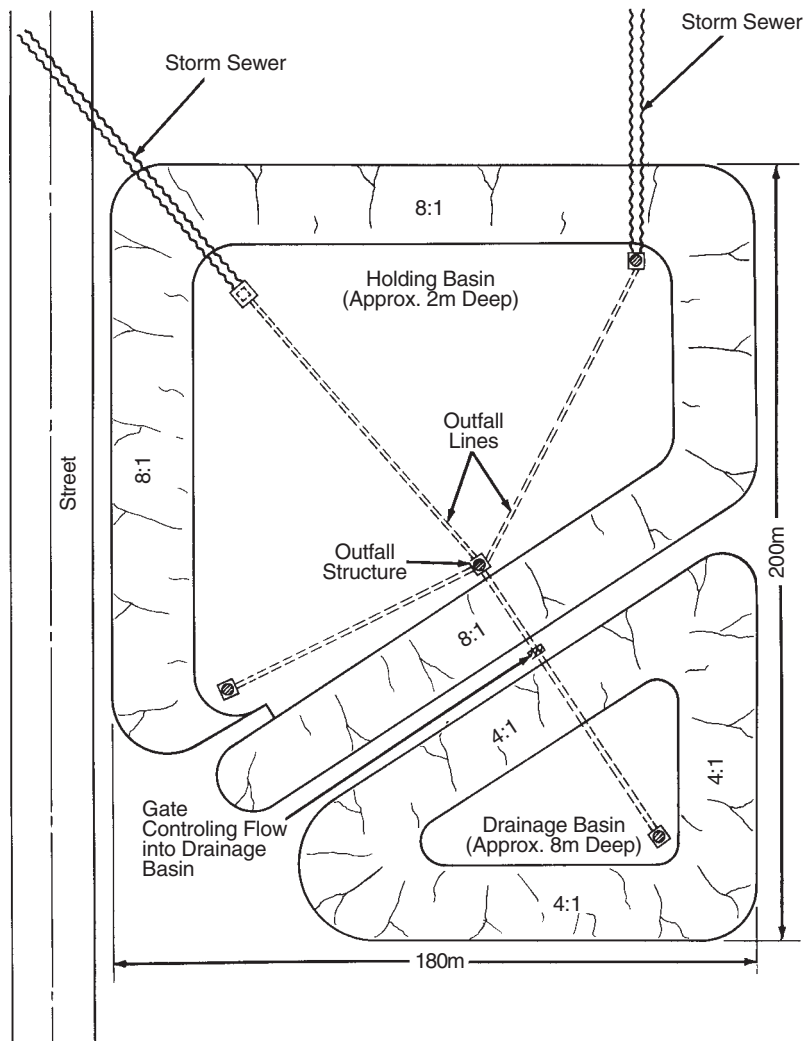 Storm Sewer
Storm Sewer
8:1
Holding Basin
(Approx. 2m Deep)
Outfall
Lines
8:1
Street
Outfall
Structure
200m
8:1
4:1
4:1
Gate
Controling Flow
into Drainage
Basin
Drainage Basin
(Approx. 8m Deep)
4:1
180m